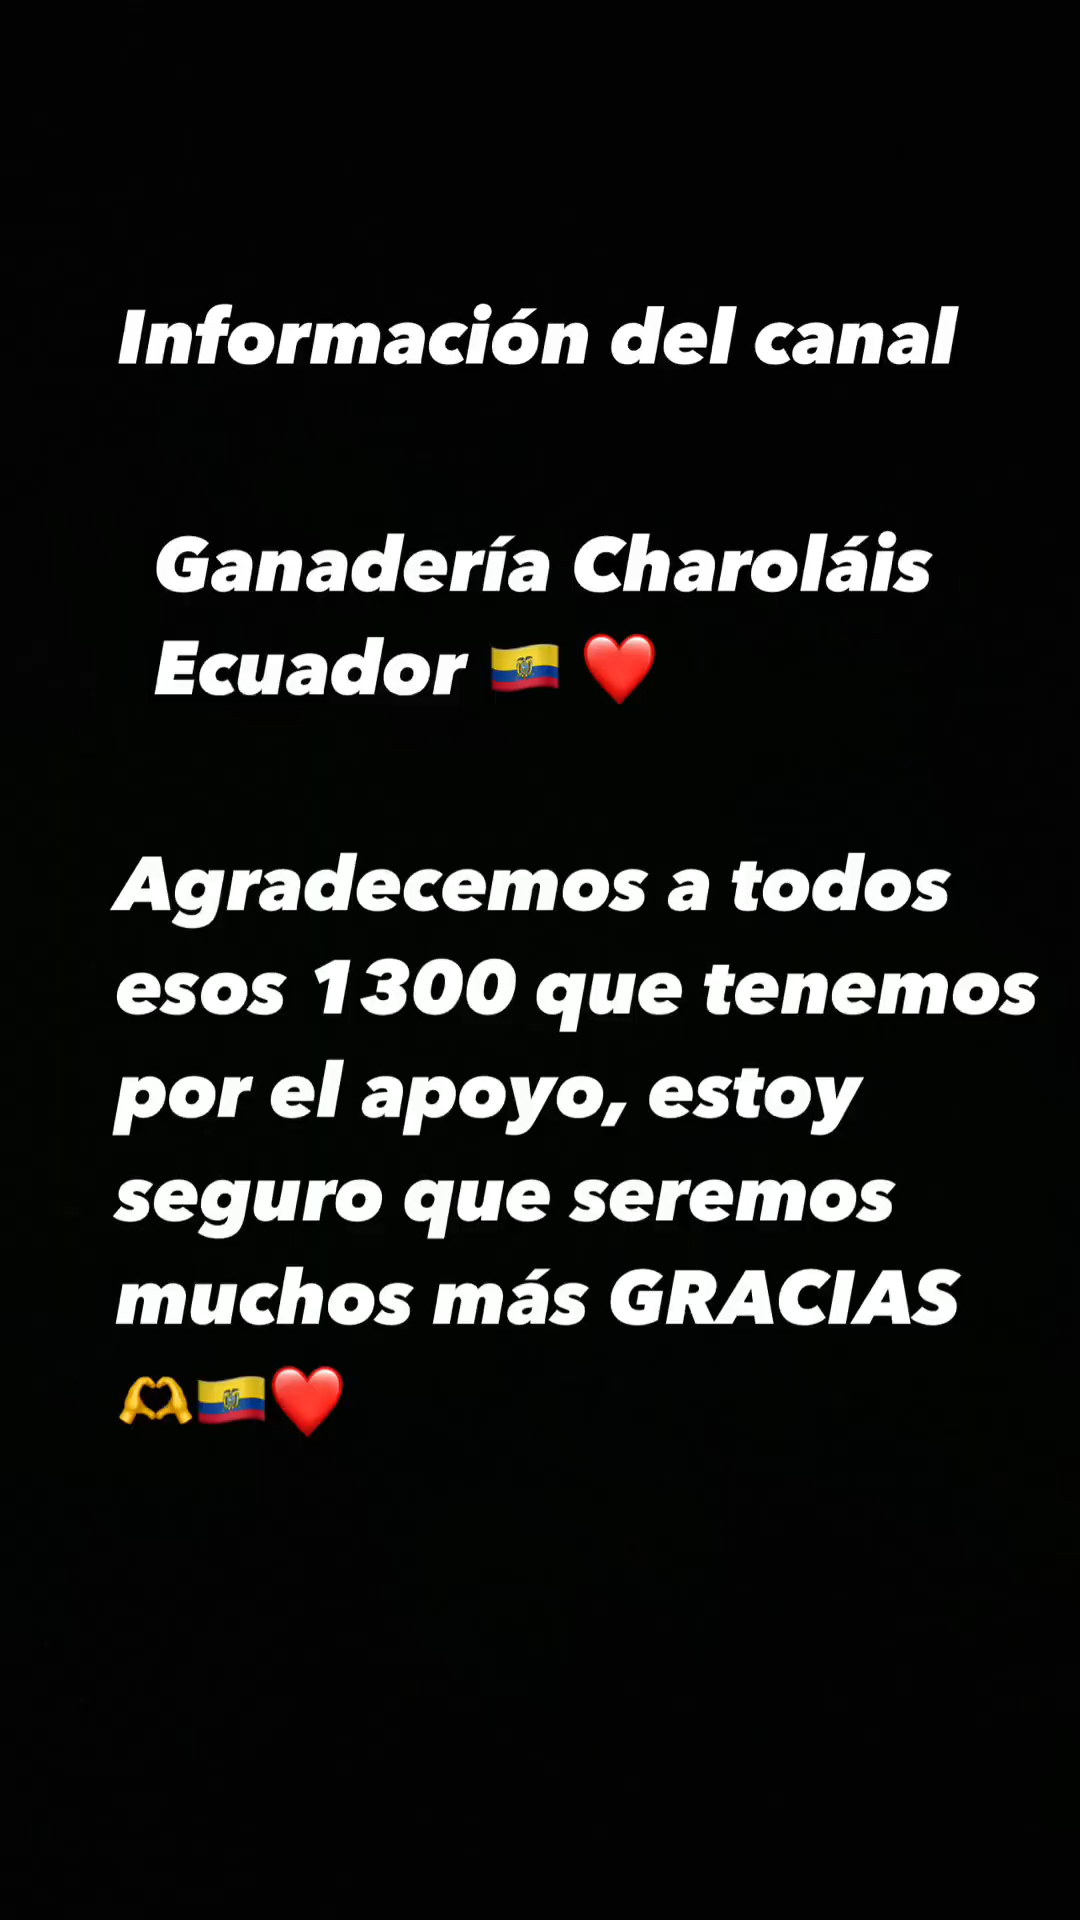 Información del canal
Ganadería Charoláis
Ecuador 🇪🇨 ❤️
Agradecemos a todos
esos 1300 que tenemos
por el apoyo, estoy
seguro que seremos
muchos más GRACIAS
🫶🇪🇨❤️